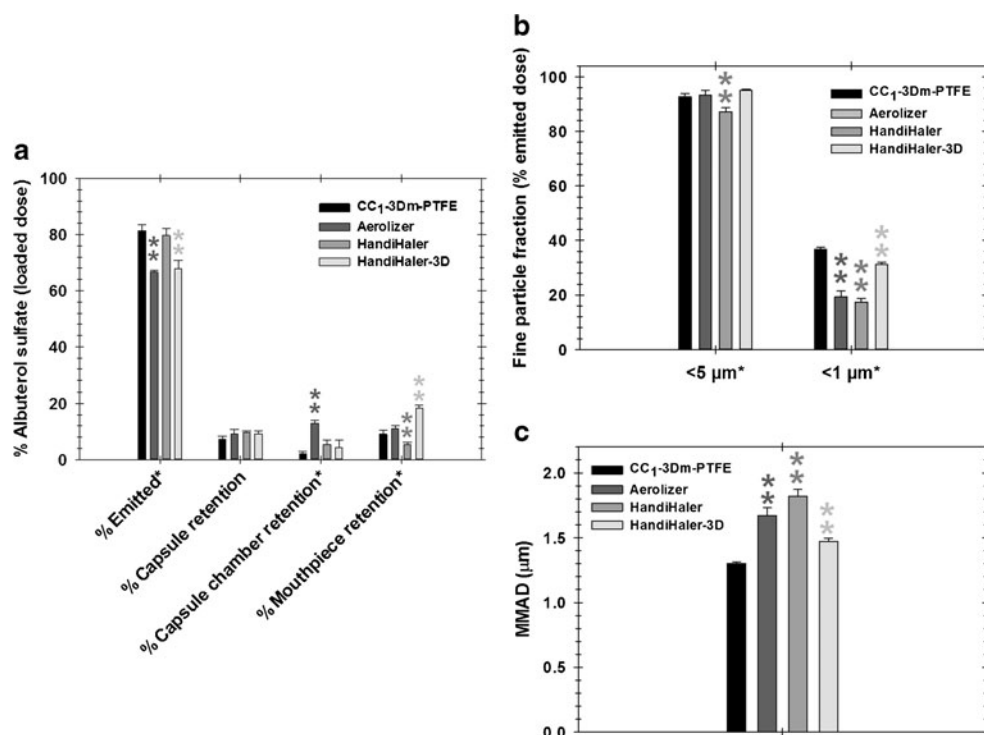 a
% Albuterol sulfate (loaded dose)
100
80
60
40
20
0
CC1-3Dm-PTFE
Aerolizer
HandiHaler
HandiHaler-3D
**
**
**
**
**
% Emitted*
% Capsule retention
% Capsule chamber retention*
% Mouthpiece retention*
b
Fine particle fraction (% emitted dose)
100
80
60
40
20
0
CC1-3Dm-PTFE
Aerolizer
HandiHaler
HandiHaler-3D
**
**
**
**
<5 μm*
<1 μm*
c
MMAD (μm)
2.0
1.5
1.0
0.5
0.0
CC1-3Dm-PTFE
Aerolizer
HandiHaler
HandiHaler-3D
**
**
**